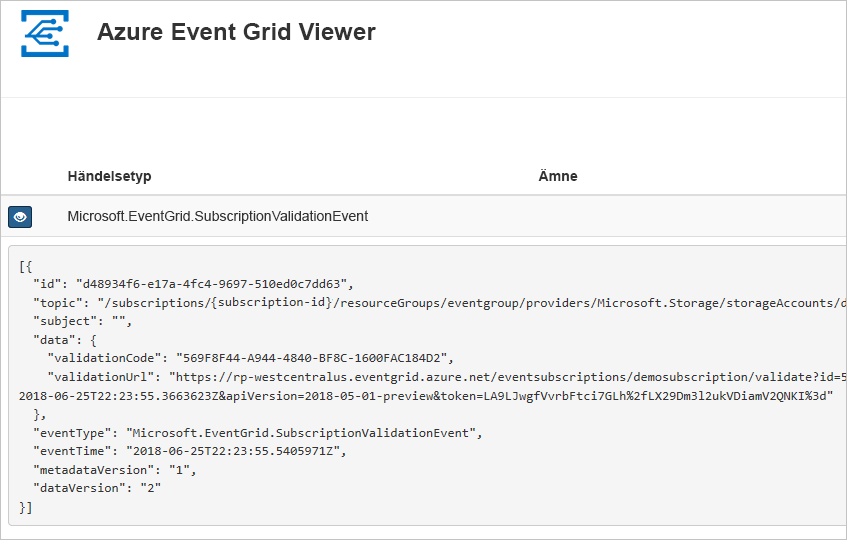 Azure Event Grid Viewer
Händelsetyp Ämne
Microsoft.EventGrid.SubscriptionValidationEvent
[{
"id": "d48934f6-e17a-4fc4-9697-510ed0c7dd63",
"topic": "/subscriptions/{subscription-id}/resourceGroups/eventgroup/providers/Microsoft.Storage/storageAccounts/d
"subject": "",
"data": {
"validationCode": "569F8F44-A944-4840-BF8C-1600FAC184D2",
"validationUrl": "https://rp-westcentralus.eventgrid.azure.net/eventsubscriptions/demosubscription/validate?id=5
2018-06-25T22:23:55.3663623Z&apiVersion=2018-05-01-preview&token=LA9LJwgfVvrbFtci7GLh%2fLX29Dm3l2ukVDiamV2QNKI%3d"
},
"eventType": "Microsoft.EventGrid.SubscriptionValidationEvent",
"eventTime": "2018-06-25T22:23:55.5405971Z",
"metadataVersion": "1",
"dataVersion": "2"
}]